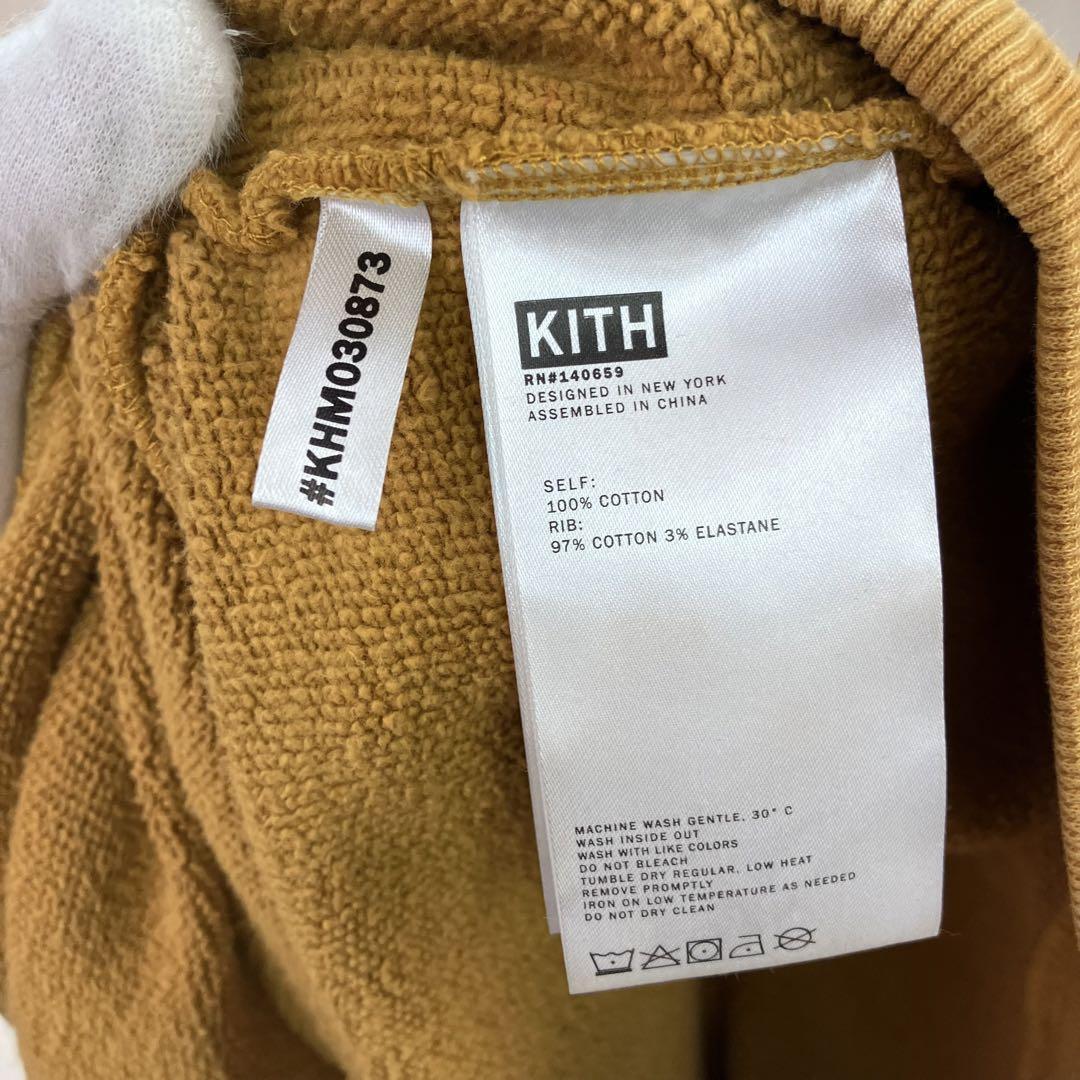 #KHM030873
KITH
RN#140659
DESIGNED IN NEW YORK
ASSEMBLED IN CHINA
SELF:
100% COTTON
RIB:
97% COTTON 3% ELASTANE
MACHINE WASH GENTLE, 30° C
WASH INSIDE OUT
WASH WITH LIKE COLORS
DO NOT BLEACH
TUMBLE DRY REGULAR, LOW HEAT
REMOVE PROMPTLY
IRON ON LOW TEMPERATURE AS NEEDED
DO NOT DRY CLEAN